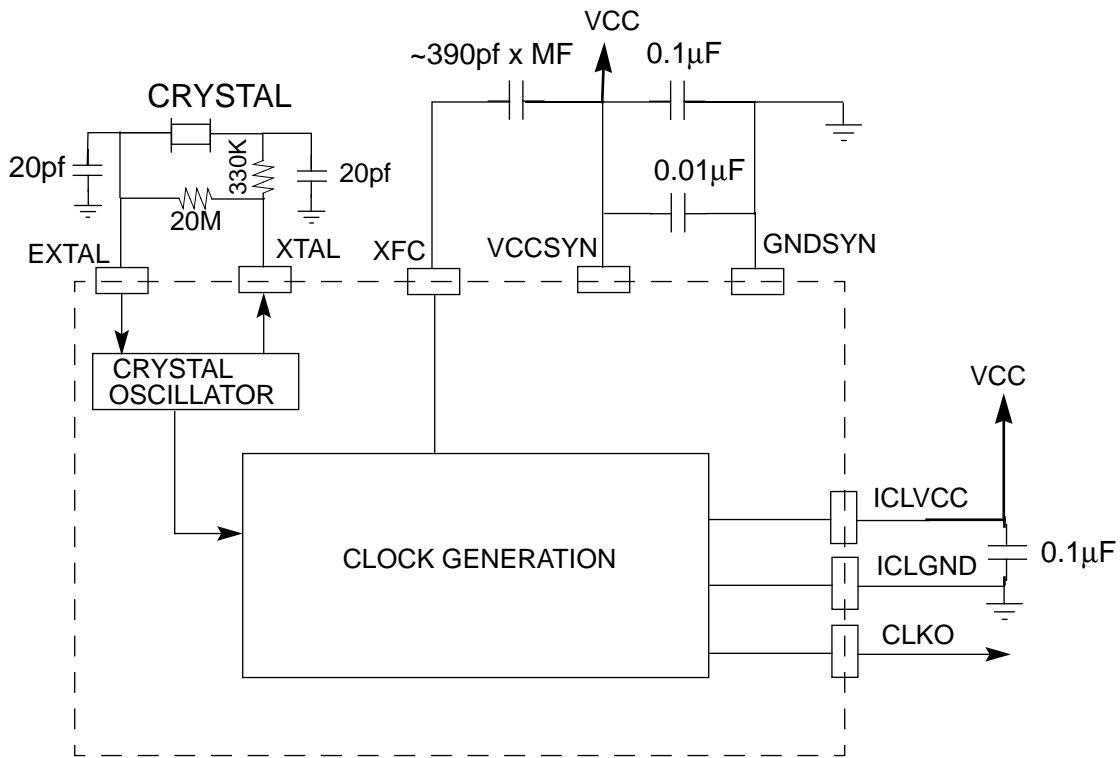 VCC
~390pf x MF
0.1μF
CRYSTAL
20pf
330K
20pf
0.01μF
20M
EXTAL
XTAL
XFC
VCCSYN
GNDSYN
CRYSTAL
OSCILLATOR
VCC
ICLVCC
CLOCK GENERATION
0.1μF
ICLGND
CLKO